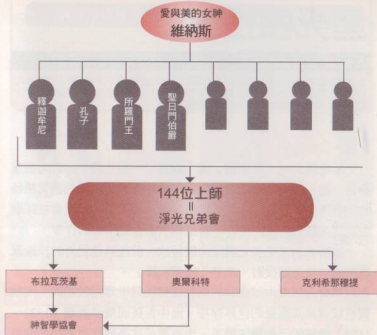 愛與美的女神
維納斯
釋迦牟尼
孔子
所羅門王
聖日門伯爵
144位上師
=
淨光兄弟會
布拉瓦茨基
奧爾科特
克利希那穆提
神智學協會